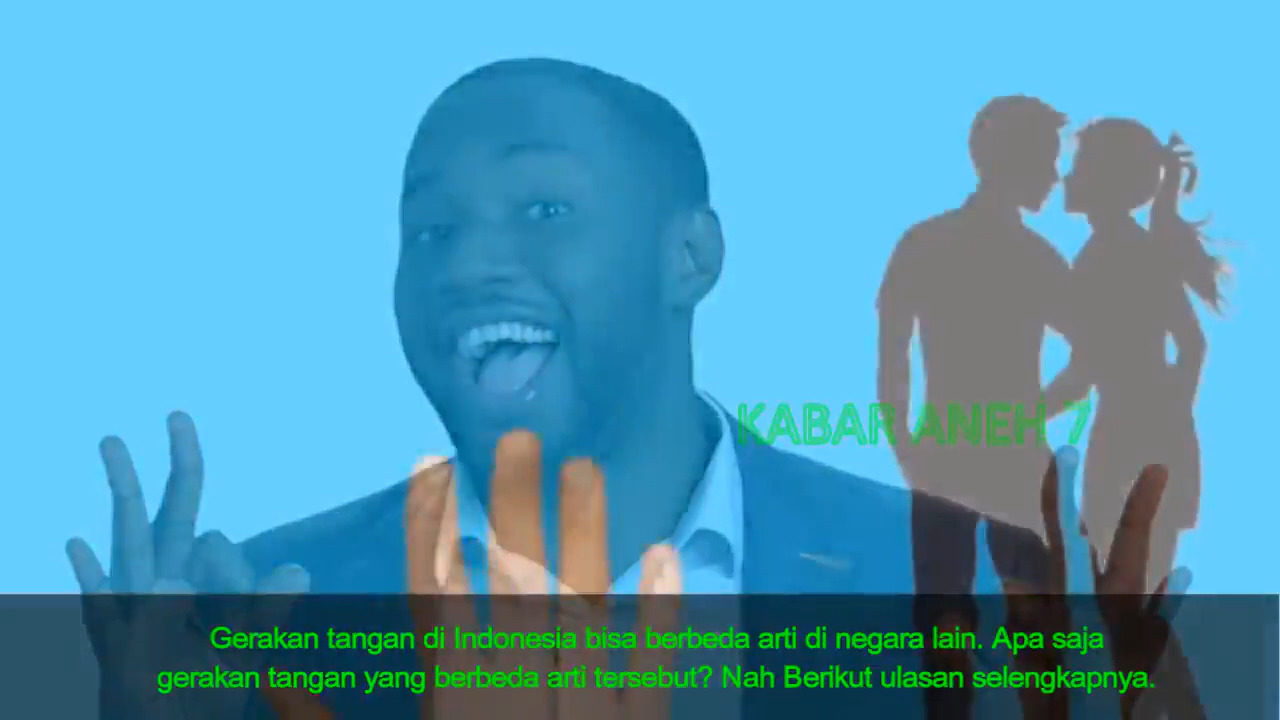 KABAR ANEH 7
Gerakan tangan di Indonesia bisa berbeda arti di negara lain. Apa saja
gerakan tangan yang berbeda arti tersebut? Nah Berikut ulasan selengkapnya.